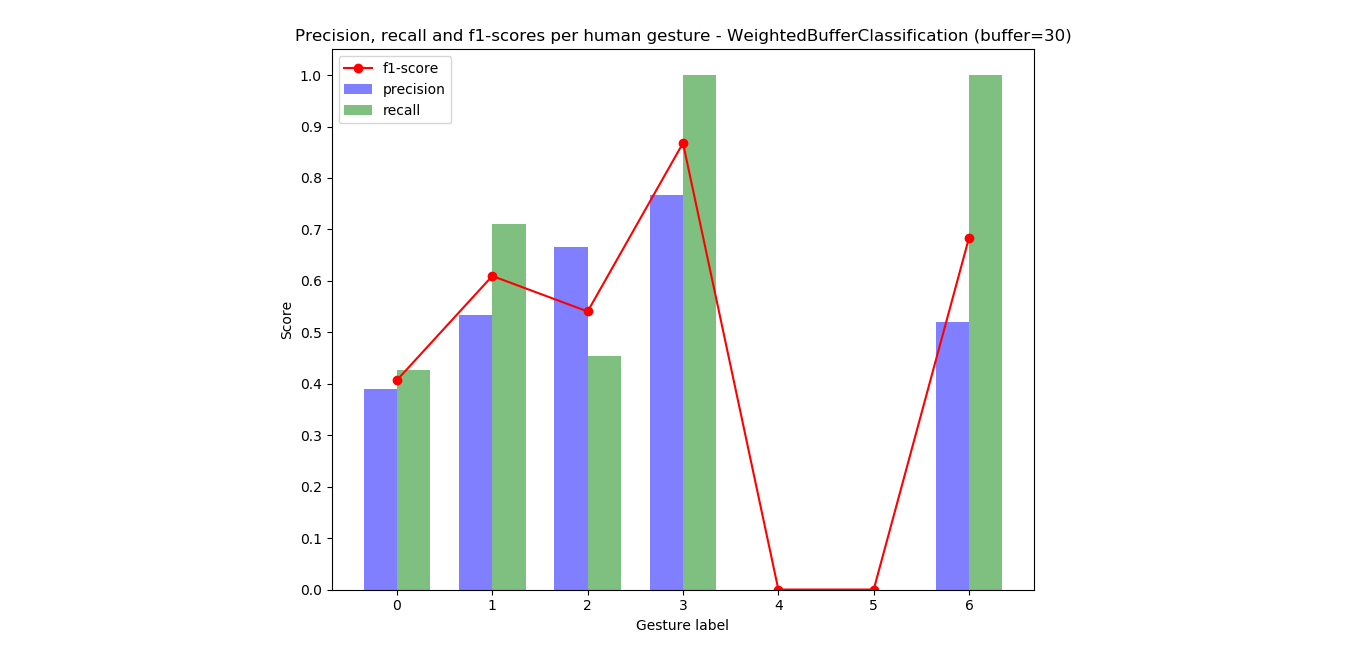 Precision, recall and f1-scores per human gesture - WeightedBufferClassification (buffer=30)
f1-score
precision
recall
1.0
0.9
0.8
0.7
0.6
0.5
0.4
0.3
0.2
0.1
0.0
Score
0 1 2 3 4 5 6
Gesture label